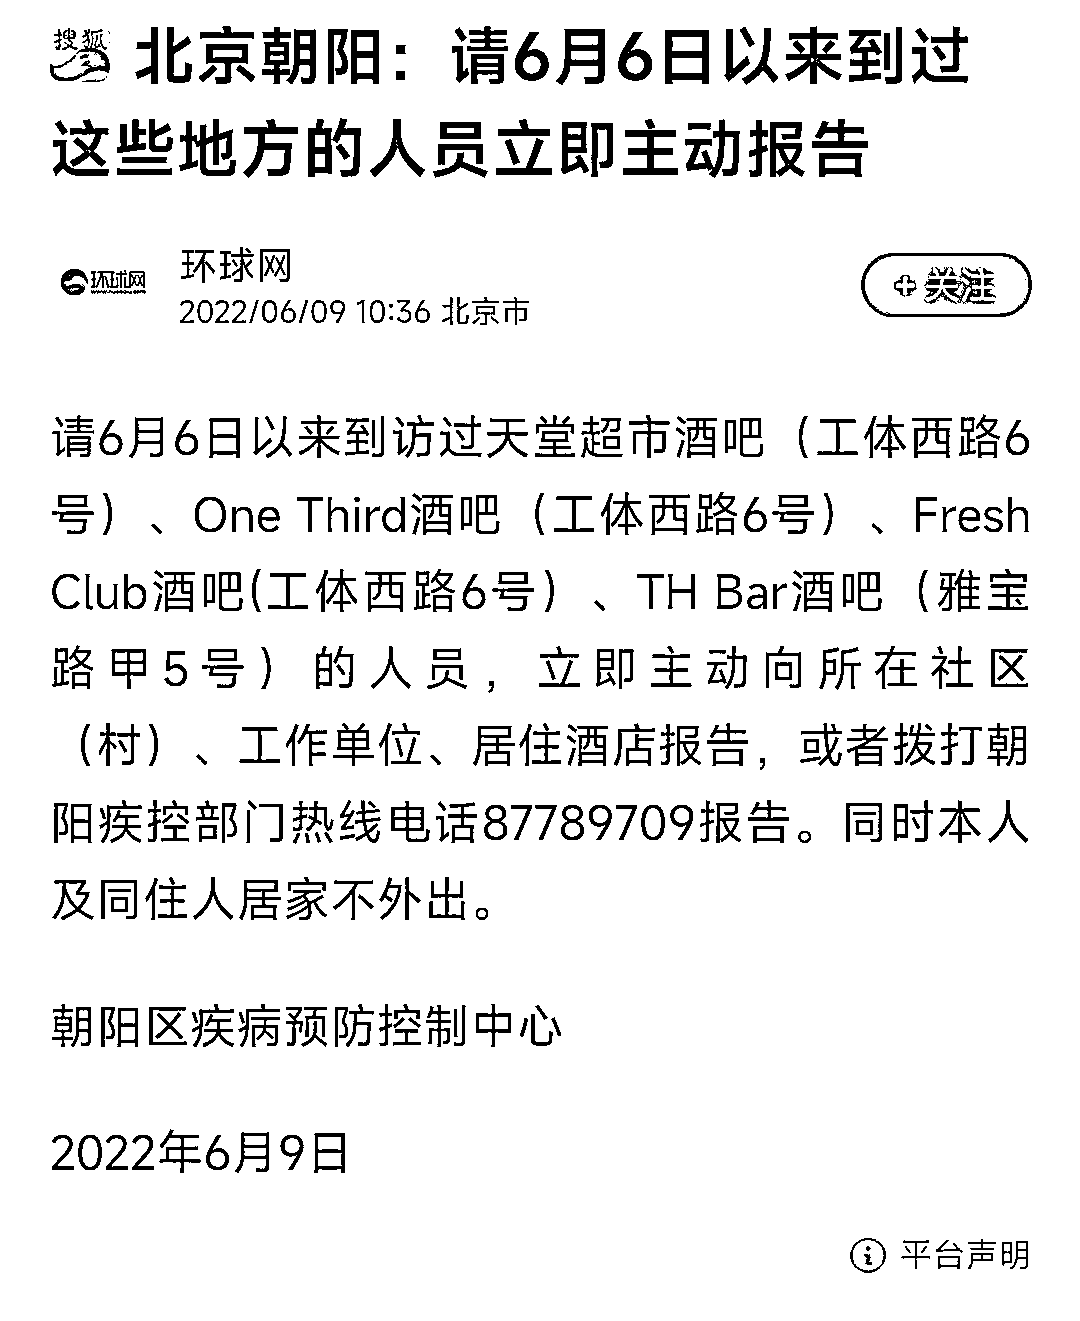 搜狐 北京朝阳：请6月6日以来到过
这些地方的人员立即主动报告
环球网 环球网
2022/06/09 10:36 北京市
+关注
请6月6日以来到访过天堂超市酒吧（工体西路6
号）、One Third酒吧（工体西路6号）、Fresh
Club酒吧(工体西路6号）、TH Bar酒吧（雅宝
路甲5号）的人员，立即主动向所在社区
（村）、工作单位、居住酒店报告，或者拨打朝
阳疾控部门热线电话87789709报告。同时本人
及同住人居家不外出。
朝阳区疾病预防控制中心
2022年6月9日
平台声明